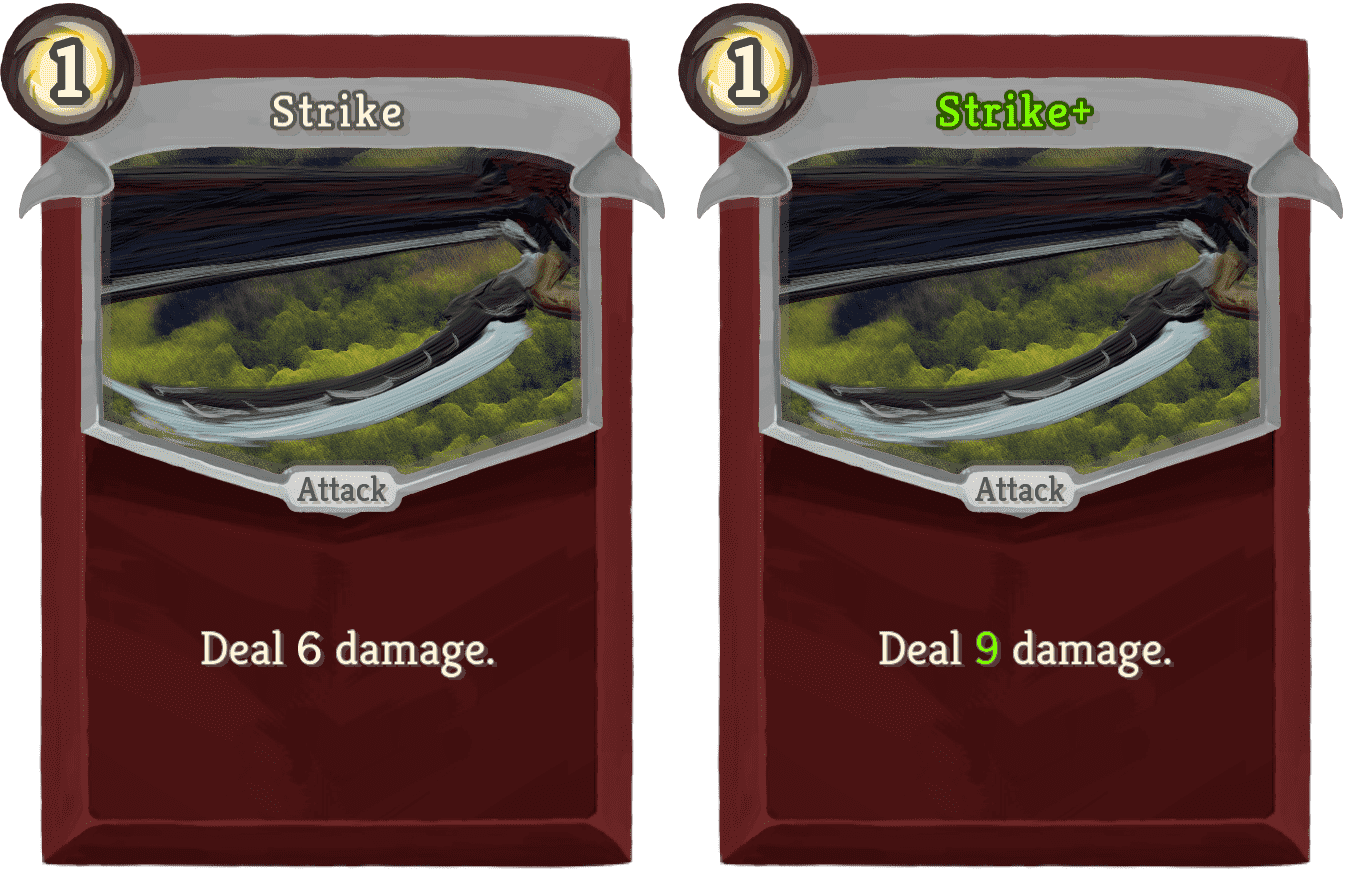 1
Strike
Attack
Deal 6 damage.
1
Strike+
Attack
Deal 9 damage.